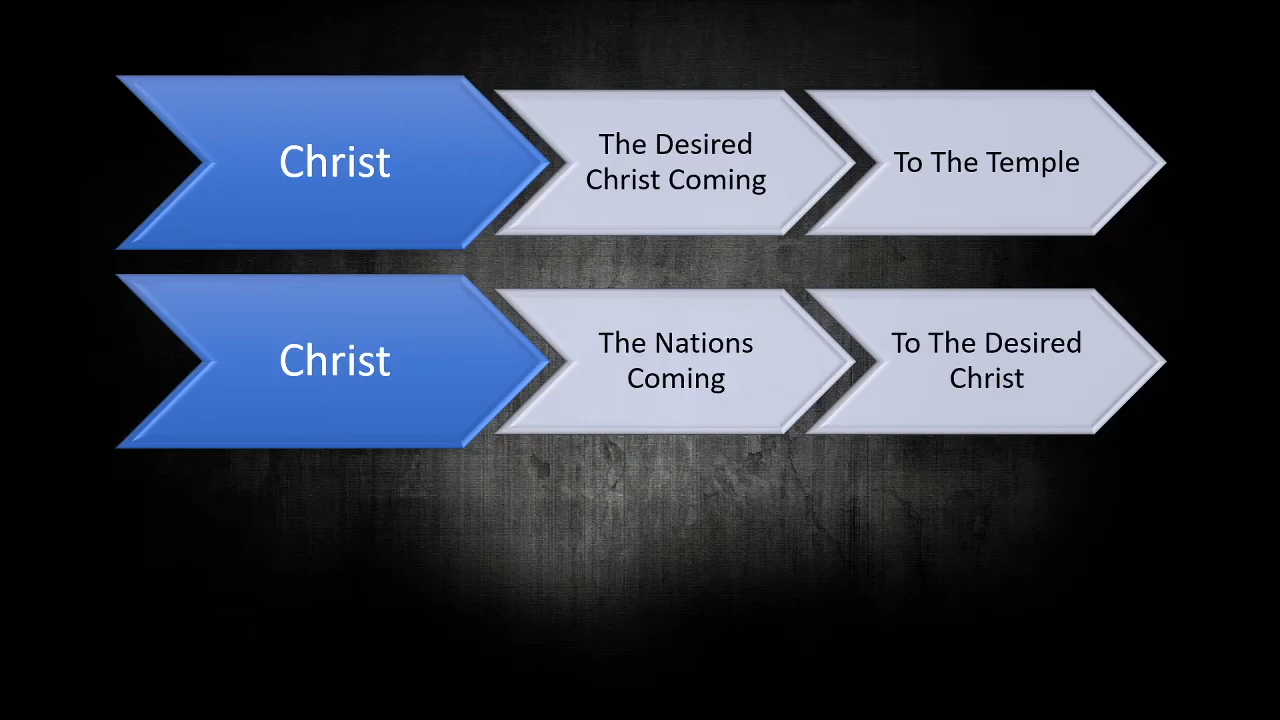 Christ
The Desired
Christ Coming
To The Temple
Christ
The Nations
Coming
To The Desired
Christ